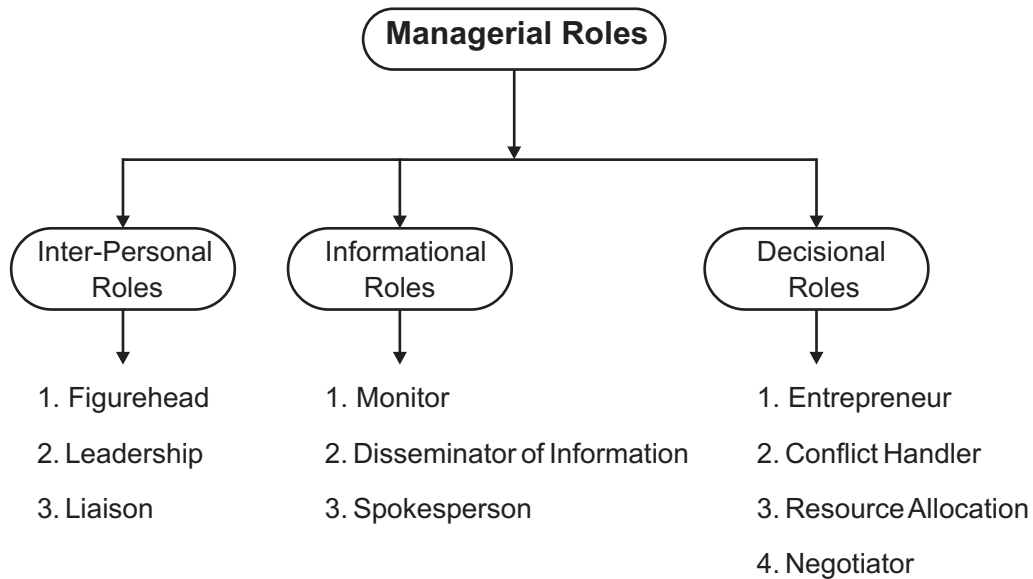 Managerial Roles
Inter-Personal
Roles
Informational
Roles
Decisional
Roles
1. Figurehead
2. Leadership
3. Liaison
1. Monitor
2. Disseminator of Information
3. Spokesperson
1. Entrepreneur
2. Conflict Handler
3. Resource Allocation
4. Negotiator